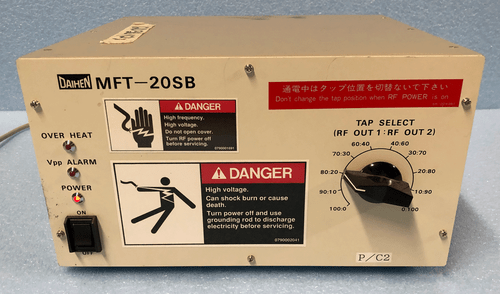 DAIHEN MFT-20SB
OVER HEAT
Vpp ALARM
POWER
ON
OFF
DANGER
High frequency.
High voltage.
Do not open cover.
Turn RF power off
before servicing.
DANGER
High voltage.
Can shock burn or cause
death.
Turn power off and use
grounding rod to discharge
electricity before servicing.
通電中はタップ位置を切替ないで下さい
Don't change the tap position when RF POWER is on
TAP SELECT
(RF OUT 1:RF OUT 2)
60:40 40:60
70:30 30:70
80:20 20:80
90:10 10:90
100:0 0:100
P/C2